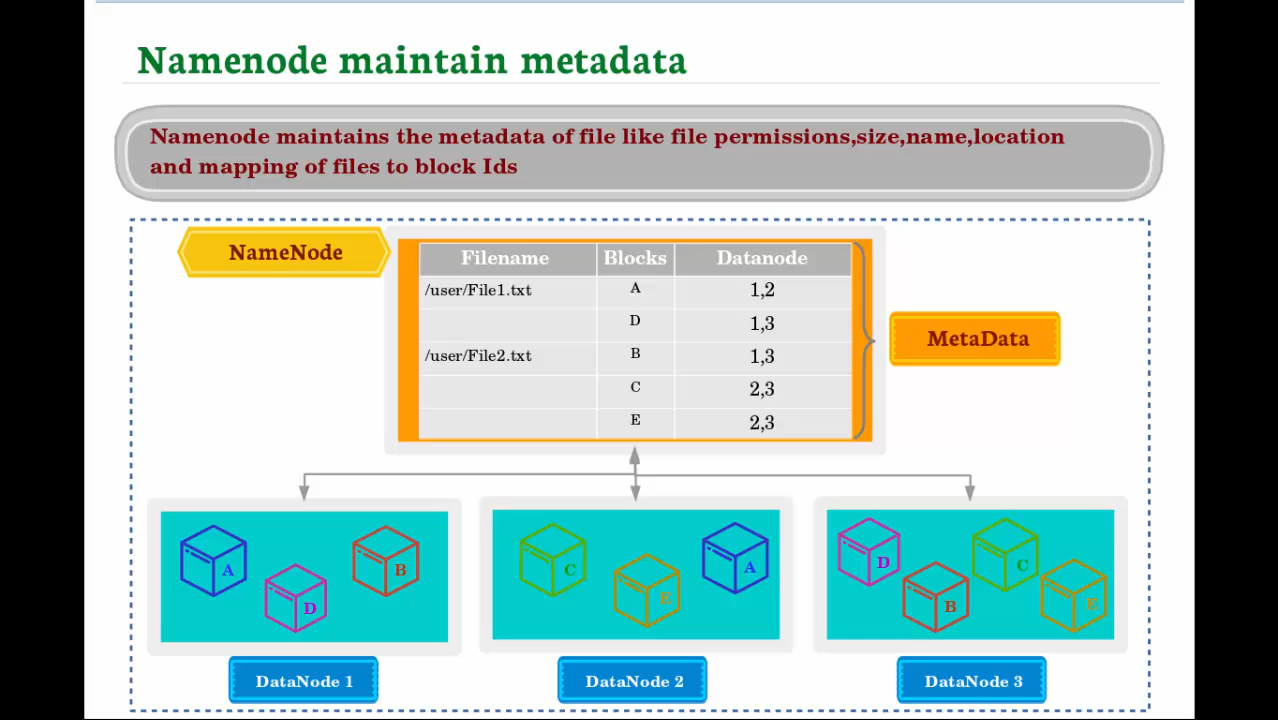 Namenode maintain metadata
Namenode maintains the metadata of file like file permissions,size,name,location
and mapping of files to block Ids
NameNode
Filename Blocks Datanode
/user/File1.txt A 1,2
D 1,3
/user/File2.txt B 1,3
C 2,3
E 2,3
MetaData
A D B
C E A
D B C E
DataNode 1
DataNode 2
DataNode 3